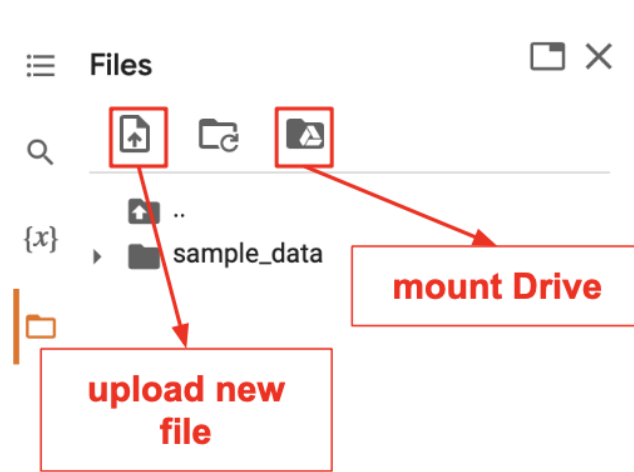 Files
..
{x}
sample_data
mount Drive
upload new
file